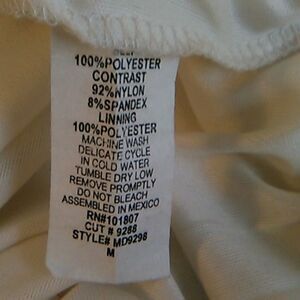 SELF
100%POLYESTER
CONTRAST
92%NYLON
8%SPANDEX
LINNING
100%POLYESTER
MACHINE WASH
DELICATE CYCLE
IN COLD WATER
TUMBLE DRY LOW
REMOVE PROMPTLY
DO NOT BLEACH
ASSEMBLED IN MEXICO
RN#101807
CUT # 9288
STYLE# MD9298
M